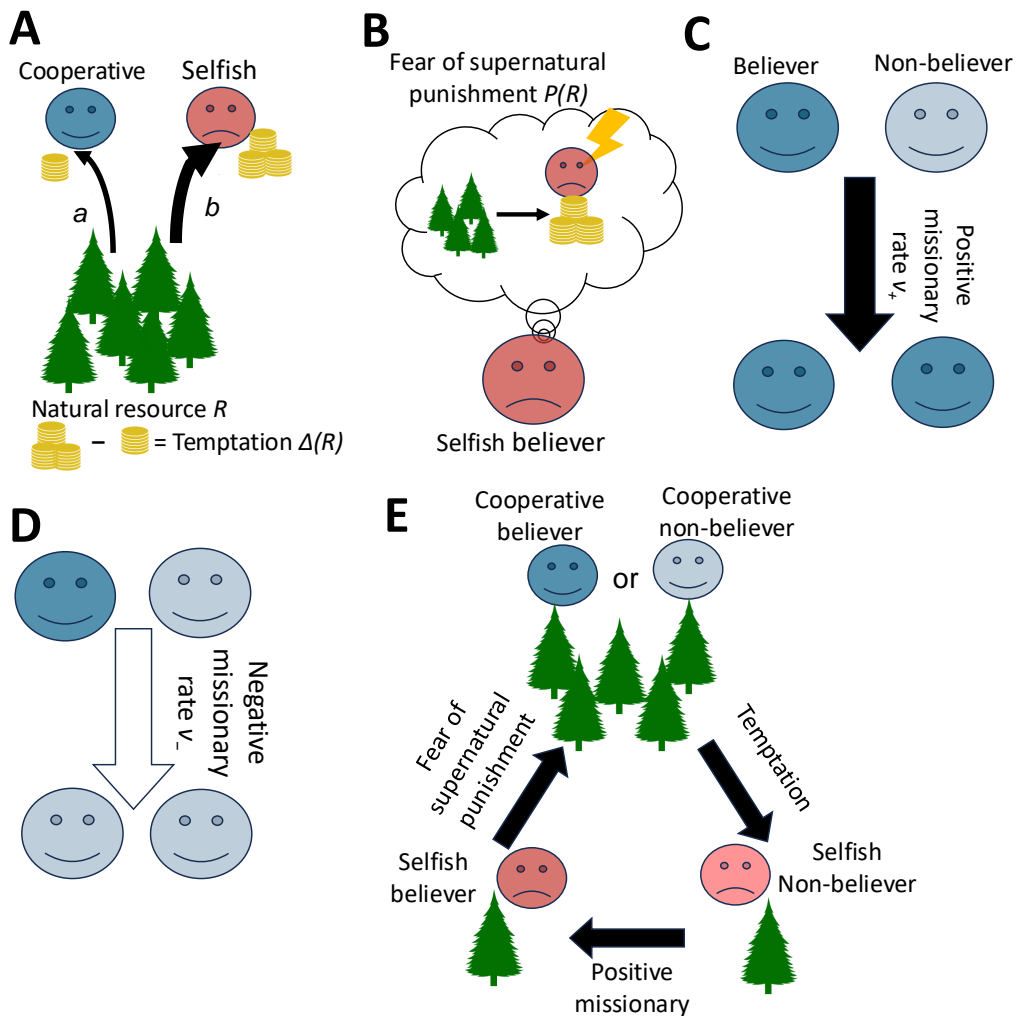 A
Cooperative
Selfish
a
b
Natural resource R
– = Temptation Δ(R)
B
Fear of supernatural
punishment P(R)
Selfish believer
C
Believer
Non-believer
Positive
missionary
rate v₊
D
Negative
missionary
rate v₋
E
Cooperative
believer
or
Cooperative
non-believer
Fear of
supernatural
punishment
Temptation
Selfish
believer
Selfish
Non-believer
Positive
missionary